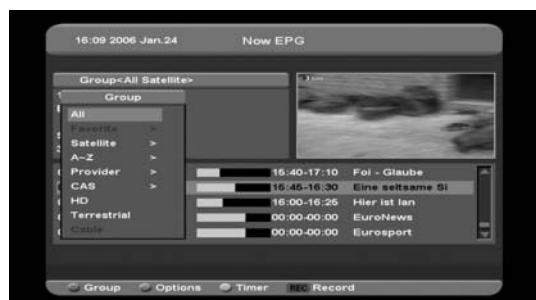 16:09 2006 Jan.24 Now EPG
Group<All Satellite>
Group
All
Favorite >
Satellite >
A~Z >
Provider >
CAS >
HD
Terrestrial
Cable
15:40-17:10 Foi - Glaube
15:45-16:30 Eine seltsame Si
16:00-16:25 Hier ist Ian
00:00-00:00 EuroNews
00:00-00:00 Eurosport
Group Options Timer REC Record